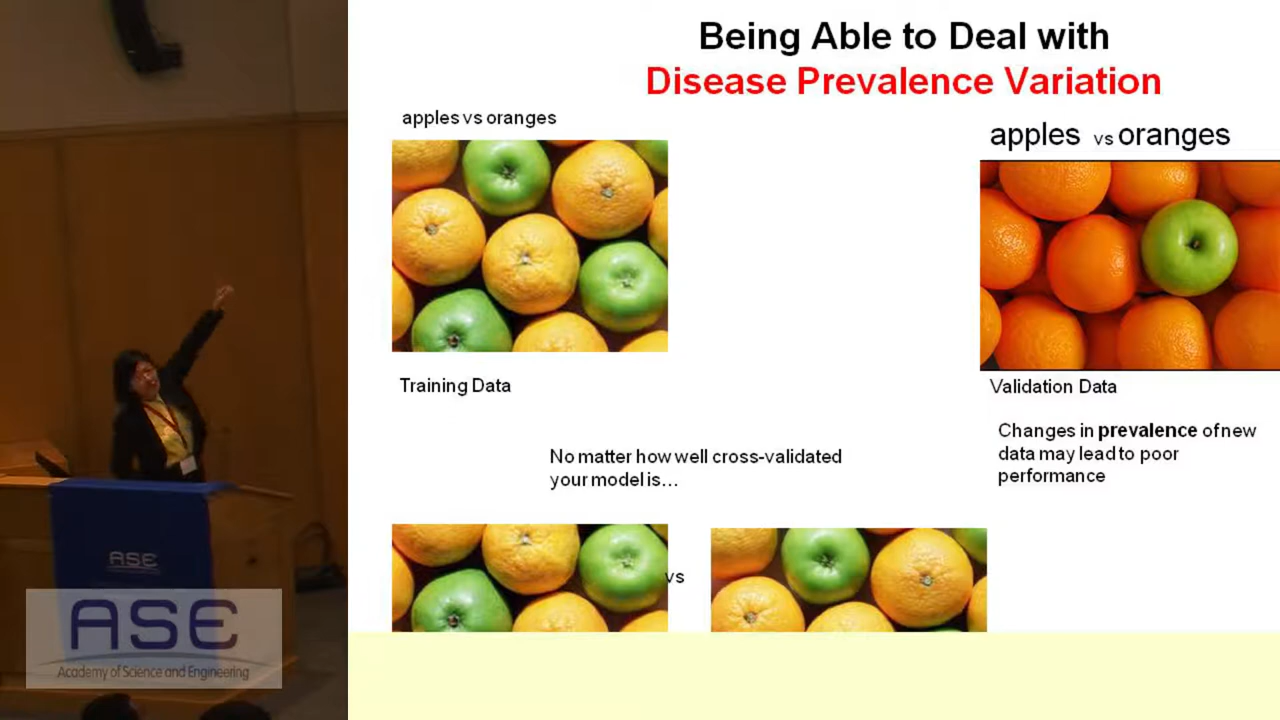 Being Able to Deal with
Disease Prevalence Variation
apples vs oranges
apples vs oranges
Training Data
Validation Data
Changes in prevalence of new
data may lead to poor
performance
No matter how well cross-validated
your model is…
vs
ASE
ASE
Academy of Science and Engineering